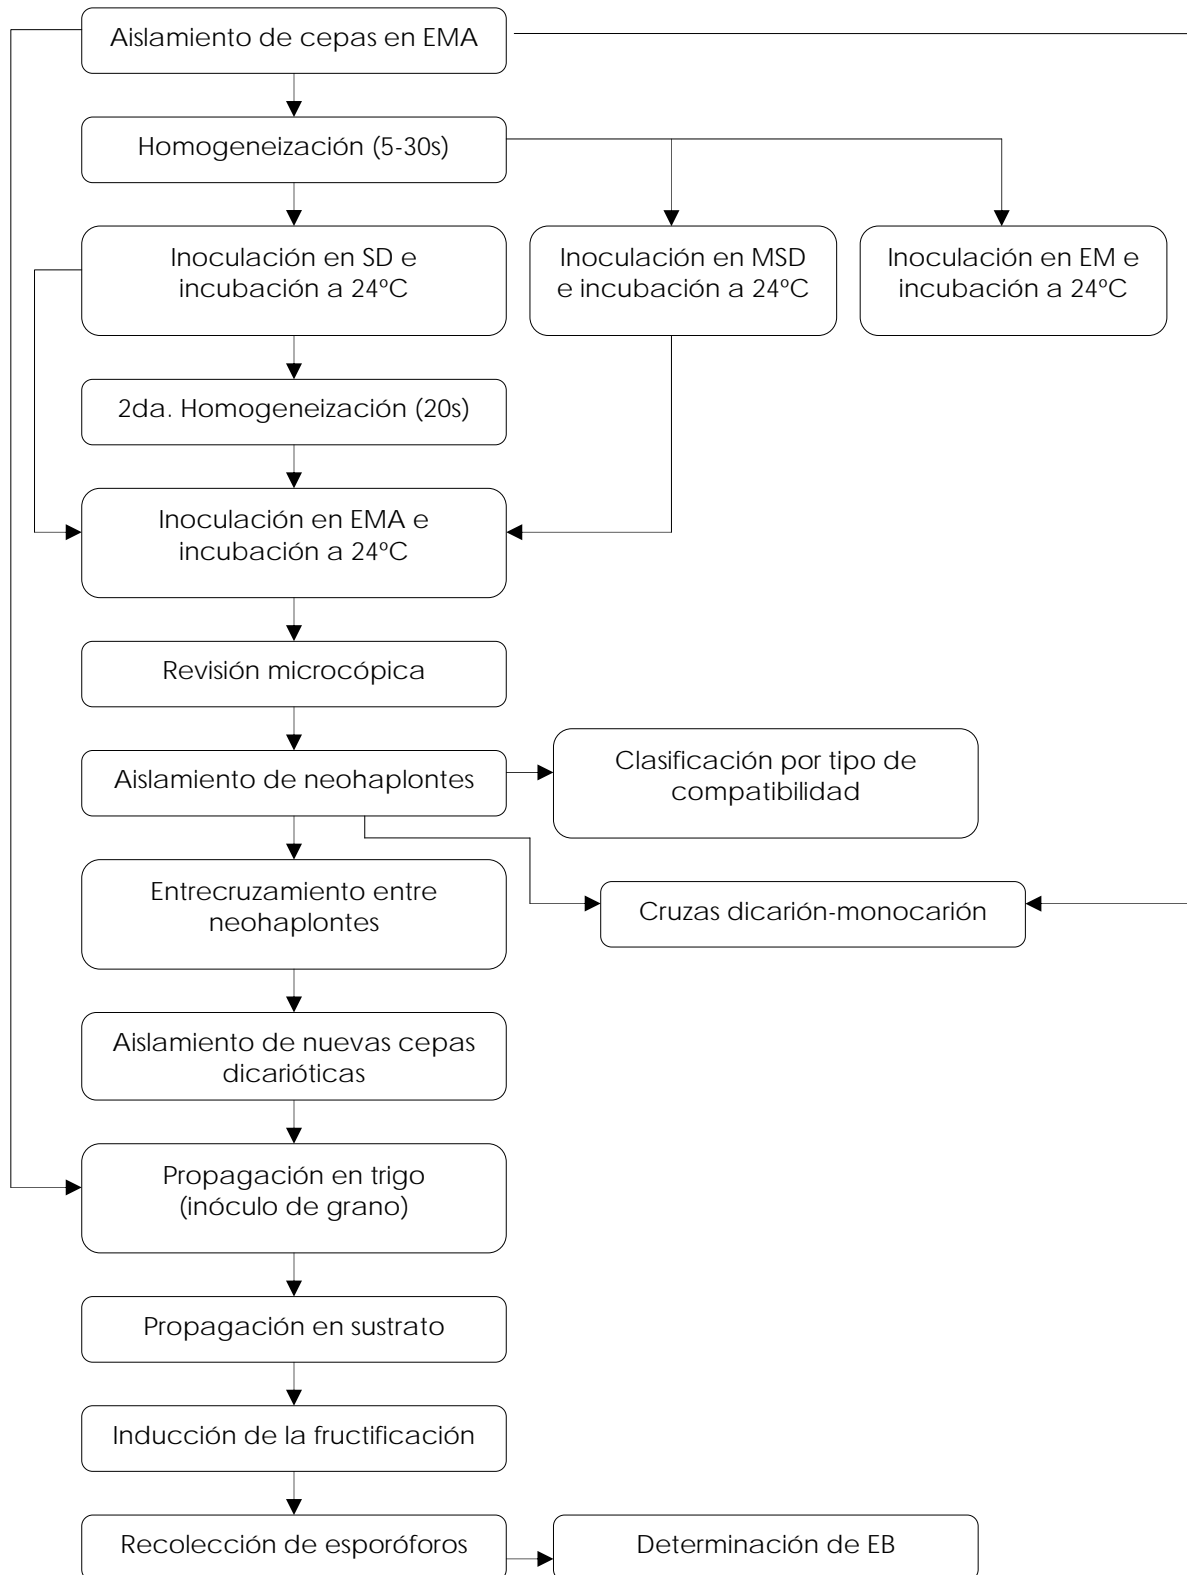 Aislamiento de cepas en EMA
Homogeneización (5-30s)
Inoculación en SD e
incubación a 24ºC
Inoculación en MSD
e incubación a 24ºC
Inoculación en EM e
incubación a 24ºC
2da. Homogeneización (20s)
Inoculación en EMA e
incubación a 24ºC
Revisión microcópica
Aislamiento de neohaplontes
Clasificación por tipo de
compatibilidad
Entrecruzamiento entre
neohaplontes
Cruzas dicarión-monocarión
Aislamiento de nuevas cepas
dicarióticas
Propagación en trigo
(inóculo de grano)
Propagación en sustrato
Inducción de la fructificación
Recolección de esporóforos
Determinación de EB